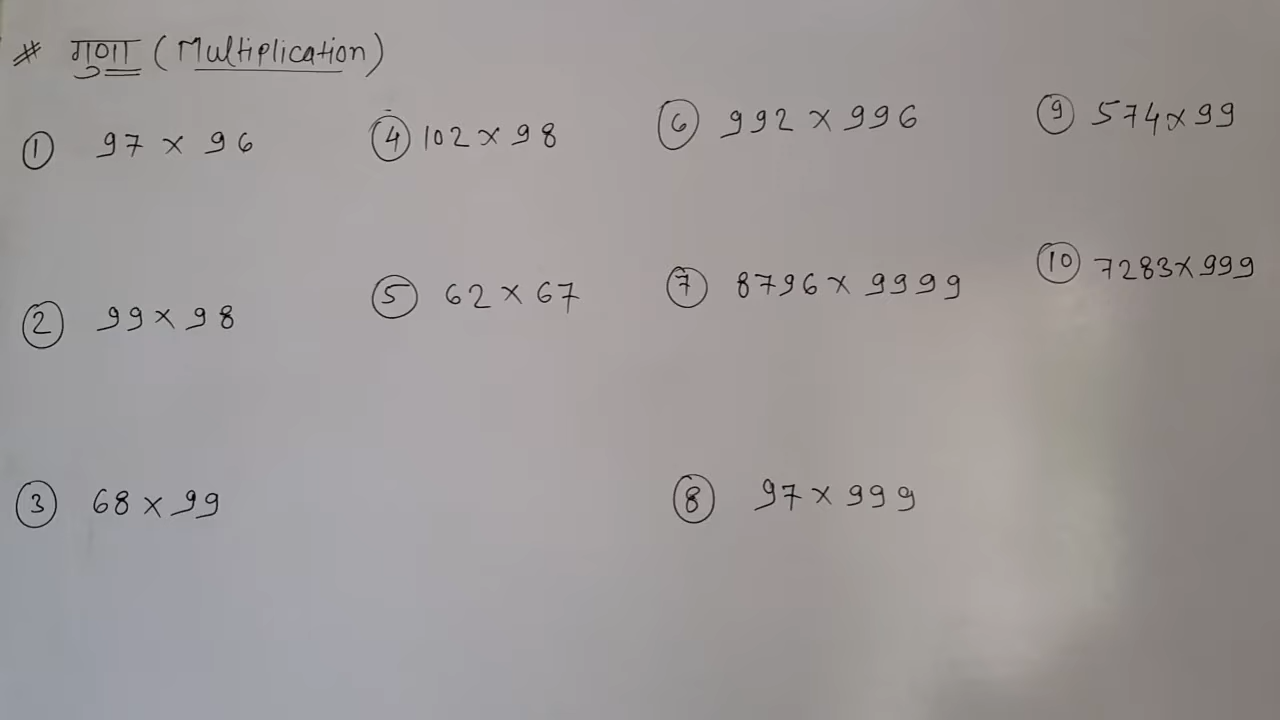 # गुणा (Multiplication)
① 97 × 96
② 99 × 98
③ 68 × 99
④ 102 × 98
⑤ 62 × 67
⑥ 992 × 996
⑦ 8796 × 9999
⑧ 97 × 999
⑨ 574 × 99
⑩ 7283 × 999